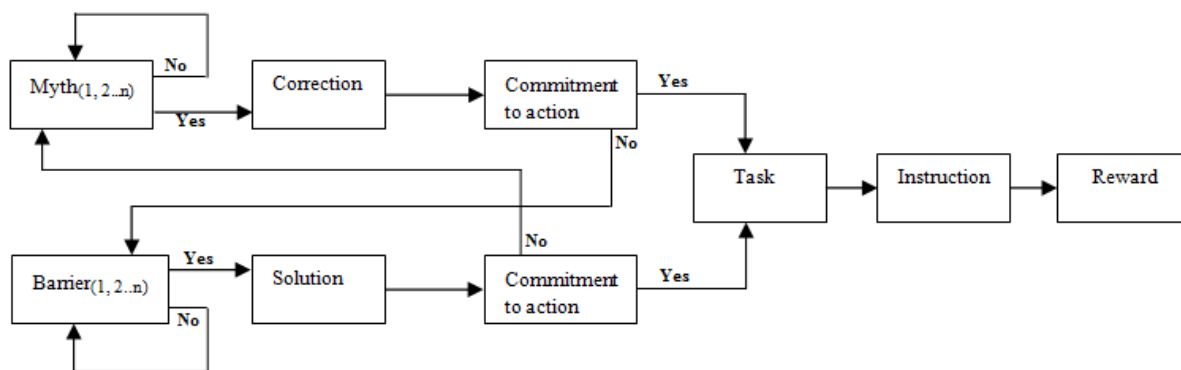 No
Myth(1, 2..n)
Yes
Correction
Commitment
to action
Yes
No
Task
Instruction
Reward
No
Barrier(1, 2..n)
Yes
No
Solution
Commitment
to action
Yes